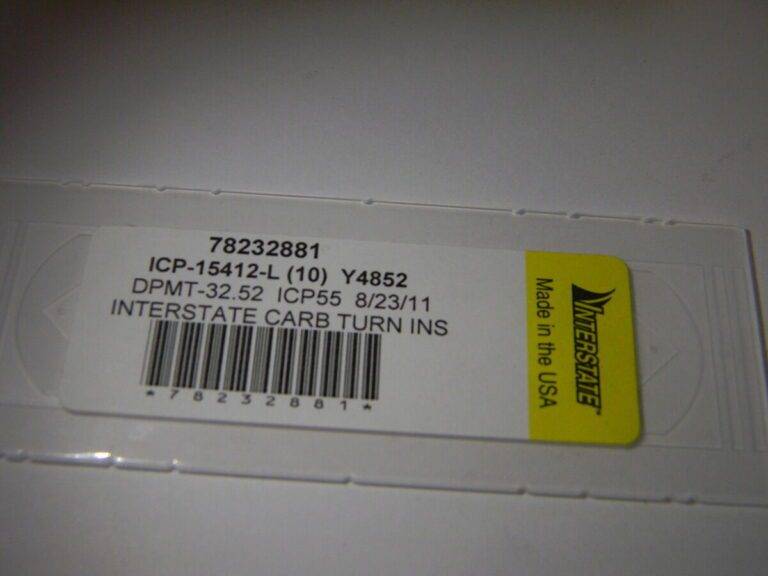 78232881
ICP-15412-L (10) Y4852
DPMT-32.52 ICP55 8/23/11
INTERSTATE CARB TURN INS
*78232881*
INTERSTATE™
Made in the USA